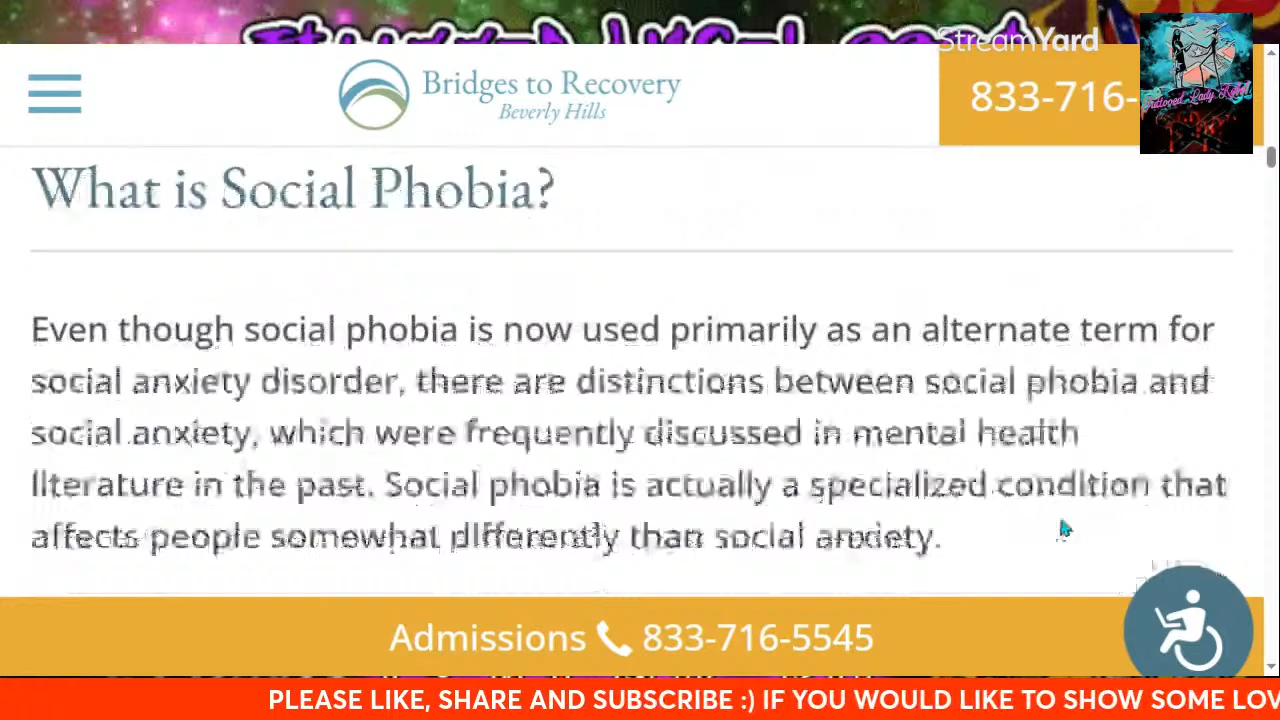 StreamYard
Bridges to Recovery
Beverly Hills
833-716-
Tattooed Lady Rebel
What is Social Phobia?
Even though social phobia is now used primarily as an alternate term for
social anxiety disorder, there are distinctions between social phobia and
social anxiety, which were frequently discussed in mental health
literature in the past. Social phobia is actually a specialized condition that
affects people somewhat differently than social anxiety.
Admissions 833-716-5545
PLEASE LIKE, SHARE AND SUBSCRIBE :) IF YOU WOULD LIKE TO SHOW SOME LOV